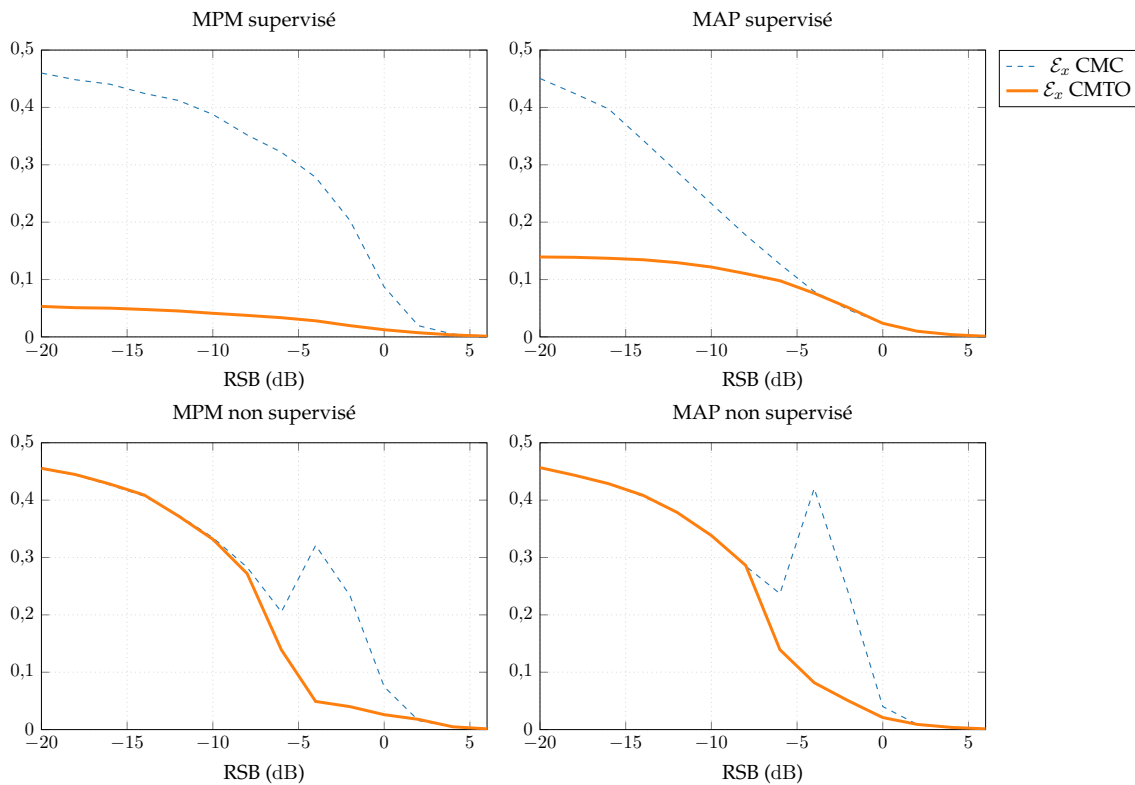 MPM supervisé
0,5
0,4
0,3
0,2
0,1
0
−20 −15 −10 −5 0 5
RSB (dB)
MAP supervisé
0,5
0,4
0,3
0,2
0,1
0
−20 −15 −10 −5 0 5
RSB (dB)
ℰx CMC
ℰx CMTO
MPM non supervisé
0,5
0,4
0,3
0,2
0,1
0
−20 −15 −10 −5 0 5
RSB (dB)
MAP non supervisé
0,5
0,4
0,3
0,2
0,1
0
−20 −15 −10 −5 0 5
RSB (dB)